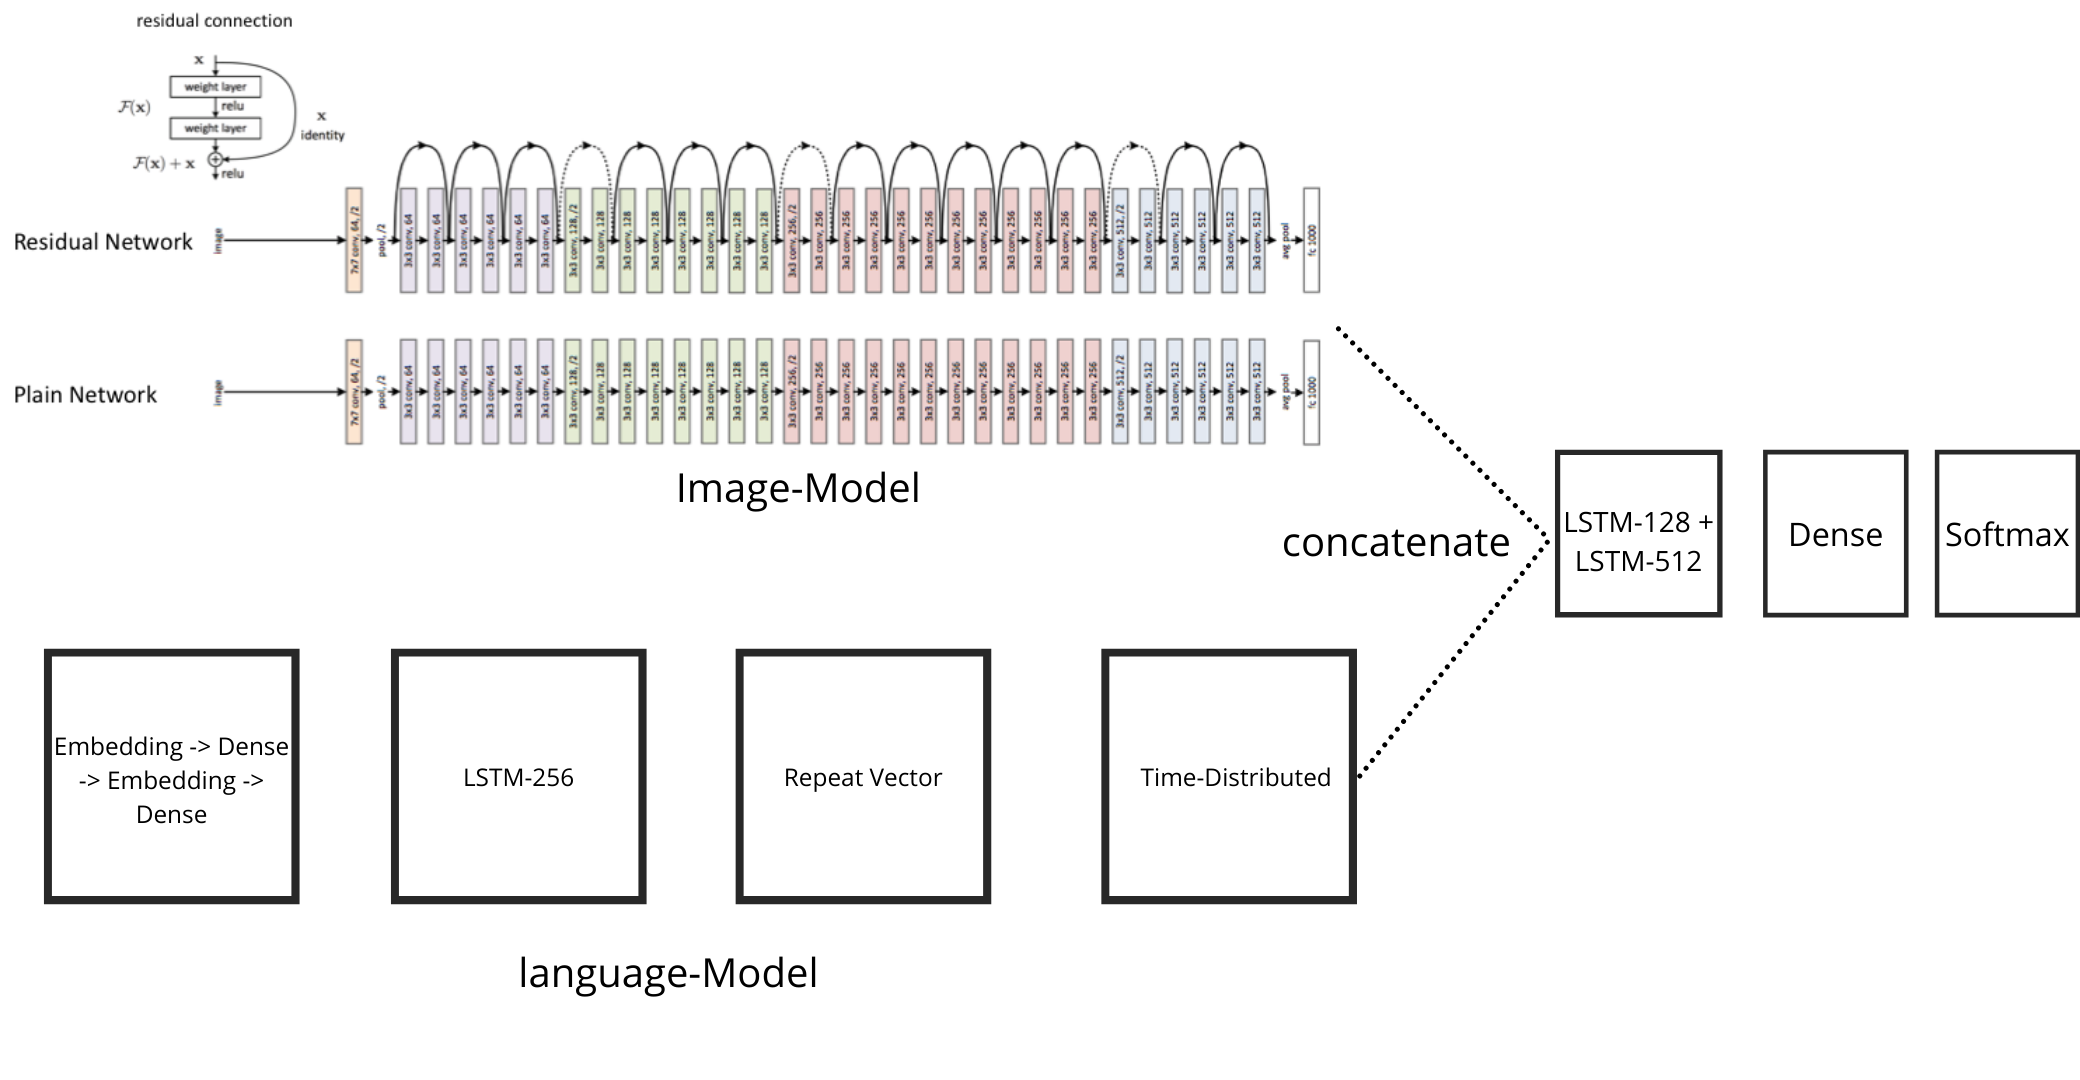 residual connection
x
weight layer
F(x)
relu
weight layer
x
identity
F(x) + x
relu
Residual Network
image
7x7 conv, 64, /2
pool, /2
3x3 conv, 64
3x3 conv, 64
3x3 conv, 64
3x3 conv, 64
3x3 conv, 64
3x3 conv, 64
3x3 conv, 128, /2
3x3 conv, 128
3x3 conv, 128
3x3 conv, 128
3x3 conv, 128
3x3 conv, 128
3x3 conv, 128
3x3 conv, 128
3x3 conv, 256, /2
3x3 conv, 256
3x3 conv, 256
3x3 conv, 256
3x3 conv, 256
3x3 conv, 256
3x3 conv, 256
3x3 conv, 256
3x3 conv, 256
3x3 conv, 256
3x3 conv, 256
3x3 conv, 256
3x3 conv, 512, /2
3x3 conv, 512
3x3 conv, 512
3x3 conv, 512
3x3 conv, 512
3x3 conv, 512
avg pool
fc 1000
Plain Network
image
7x7 conv, 64, /2
pool, /2
3x3 conv, 64
3x3 conv, 64
3x3 conv, 64
3x3 conv, 64
3x3 conv, 64
3x3 conv, 64
3x3 conv, 128, /2
3x3 conv, 128
3x3 conv, 128
3x3 conv, 128
3x3 conv, 128
3x3 conv, 128
3x3 conv, 128
3x3 conv, 128
3x3 conv, 256, /2
3x3 conv, 256
3x3 conv, 256
3x3 conv, 256
3x3 conv, 256
3x3 conv, 256
3x3 conv, 256
3x3 conv, 256
3x3 conv, 256
3x3 conv, 256
3x3 conv, 256
3x3 conv, 256
3x3 conv, 512, /2
3x3 conv, 512
3x3 conv, 512
3x3 conv, 512
3x3 conv, 512
3x3 conv, 512
avg pool
fc 1000
Image-Model
concatenate
LSTM-128 +
LSTM-512
Dense
Softmax
Embedding -> Dense
-> Embedding ->
Dense
LSTM-256
Repeat Vector
Time-Distributed
language-Model